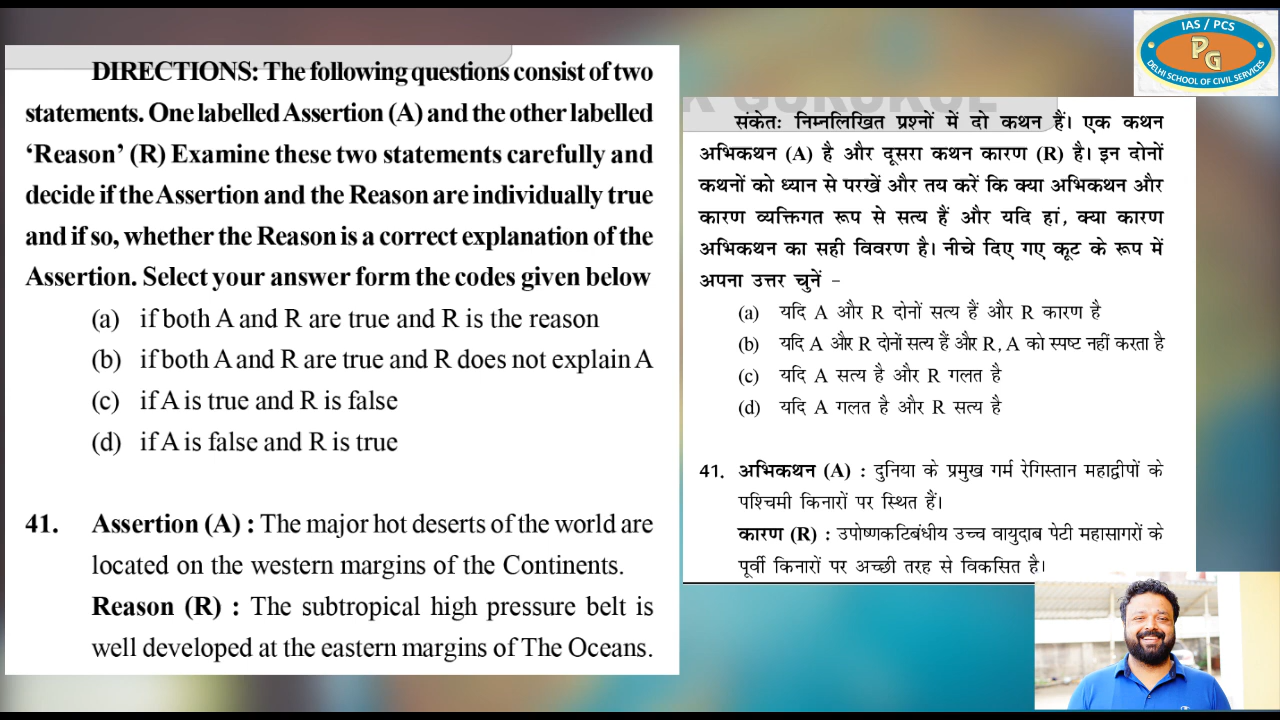 IAS / PCS
PG
DELHI SCHOOL OF CIVIL SERVICES
DIRECTIONS: The following questions consist of two
statements. One labelled Assertion (A) and the other labelled
‘Reason’ (R) Examine these two statements carefully and
decide if the Assertion and the Reason are individually true
and if so, whether the Reason is a correct explanation of the
Assertion. Select your answer form the codes given below
(a) if both A and R are true and R is the reason
(b) if both A and R are true and R does not explain A
(c) if A is true and R is false
(d) if A is false and R is true
41. Assertion (A) : The major hot deserts of the world are
located on the western margins of the Continents.
Reason (R) : The subtropical high pressure belt is
well developed at the eastern margins of The Oceans.
संकेतः निम्नलिखित प्रश्नों में दो कथन हैं। एक कथन
अभिकथन (A) है और दूसरा कथन कारण (R) है। इन दोनों
कथनों को ध्यान से परखें और तय करें कि क्या अभिकथन और
कारण व्यक्तिगत रूप से सत्य हैं और यदि हां, क्या कारण
अभिकथन का सही विवरण है। नीचे दिए गए कूट के रूप में
अपना उत्तर चुनें –
(a) यदि A और R दोनों सत्य हैं और R कारण है
(b) यदि A और R दोनों सत्य हैं और R, A को स्पष्ट नहीं करता है
(c) यदि A सत्य है और R गलत है
(d) यदि A गलत है और R सत्य है
41. अभिकथन (A) : दुनिया के प्रमुख गर्म रेगिस्तान महाद्वीपों के
पश्चिमी किनारों पर स्थित हैं।
कारण (R) : उपोष्णकटिबंधीय उच्च वायुदाब पेटी महासागरों के
पूर्वी किनारों पर अच्छी तरह से विकसित है।